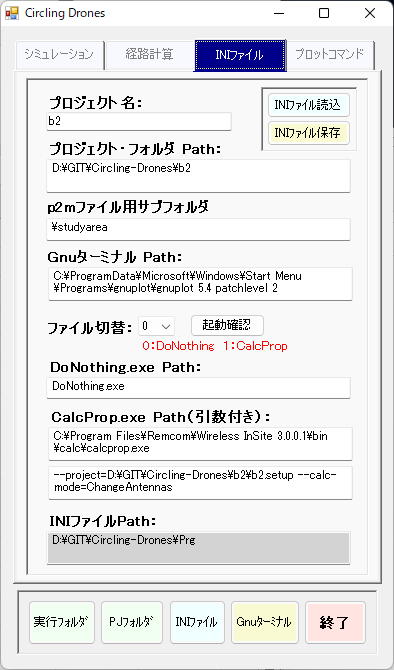 Circling Drones
シミュレーション 経路計算 INIファイル プロットコマンド
プロジェクト名:
b2
INIファイル読込
INIファイル保存
プロジェクト・フォルダ Path:
D:¥GIT¥Circling-Drones¥b2
p2mファイル用サブフォルダ
¥studyarea
Gnuターミナル Path:
C:¥ProgramData¥Microsoft¥Windows¥Start Menu
¥Programs¥gnuplot¥gnuplot 5.4 patchlevel 2
ファイル切替: 0 起動確認
0:DoNothing 1:CalcProp
DoNothing.exe Path:
DoNothing.exe
CalcProp.exe Path(引数付き):
C:¥Program Files¥Remcom¥Wireless InSite 3.0.0.1¥bin
¥calc¥calcprop.exe
--project=D:¥GIT¥Circling-Drones¥b2¥b2.setup --calc-
mode=ChangeAntennas
INIファイルPath:
D:¥GIT¥Circling-Drones¥Prg
実行フォルダ PJフォルダ INIファイル Gnuターミナル 終了